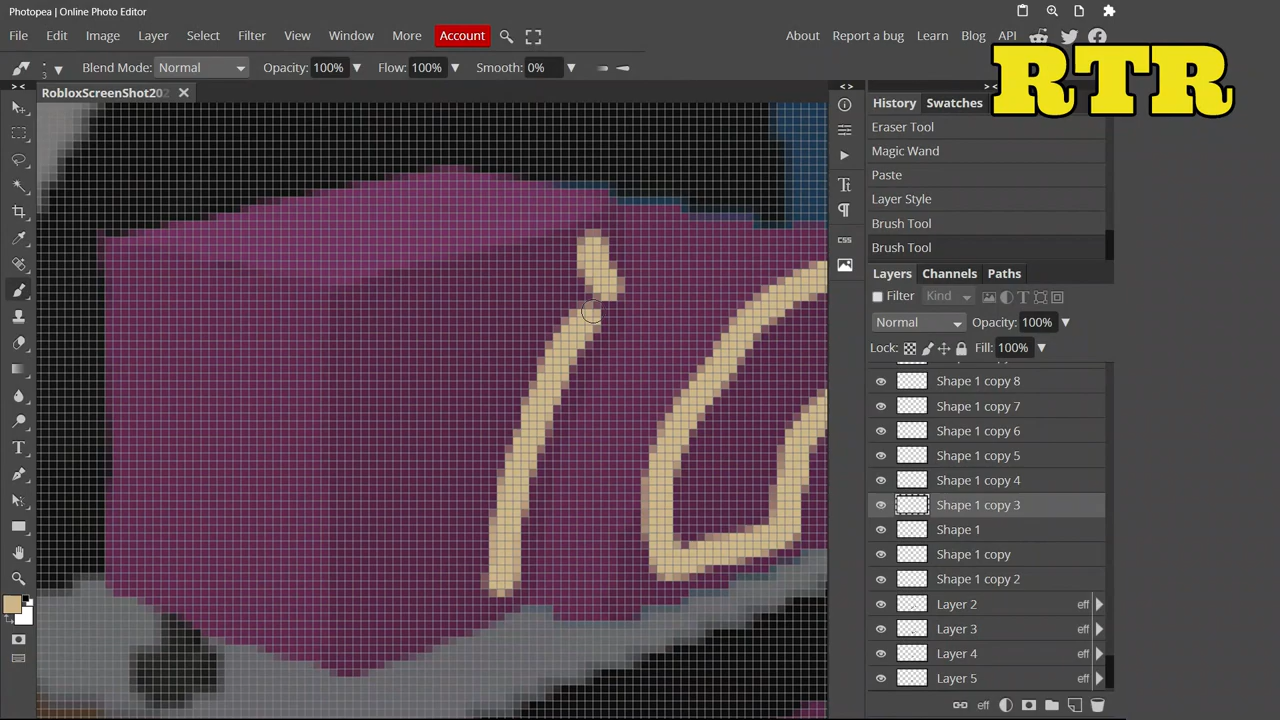 Photopea | Online Photo Editor
File Edit Image Layer Select Filter View Window More Account
About Report a bug Learn Blog API
RTR
3 Blend Mode: Normal Opacity: 100% Flow: 100% Smooth: 0%
RobloxScreenShot202
History Swatches
Eraser Tool
Magic Wand
Paste
Layer Style
Brush Tool
Brush Tool
CSS
Layers Channels Paths
Filter Kind
Normal Opacity: 100%
Lock: Fill: 100%
Shape 1 copy 8
Shape 1 copy 7
Shape 1 copy 6
Shape 1 copy 5
Shape 1 copy 4
Shape 1 copy 3
Shape 1
Shape 1 copy
Shape 1 copy 2
Layer 2 eff
Layer 3 eff
Layer 4 eff
Layer 5 eff
eff